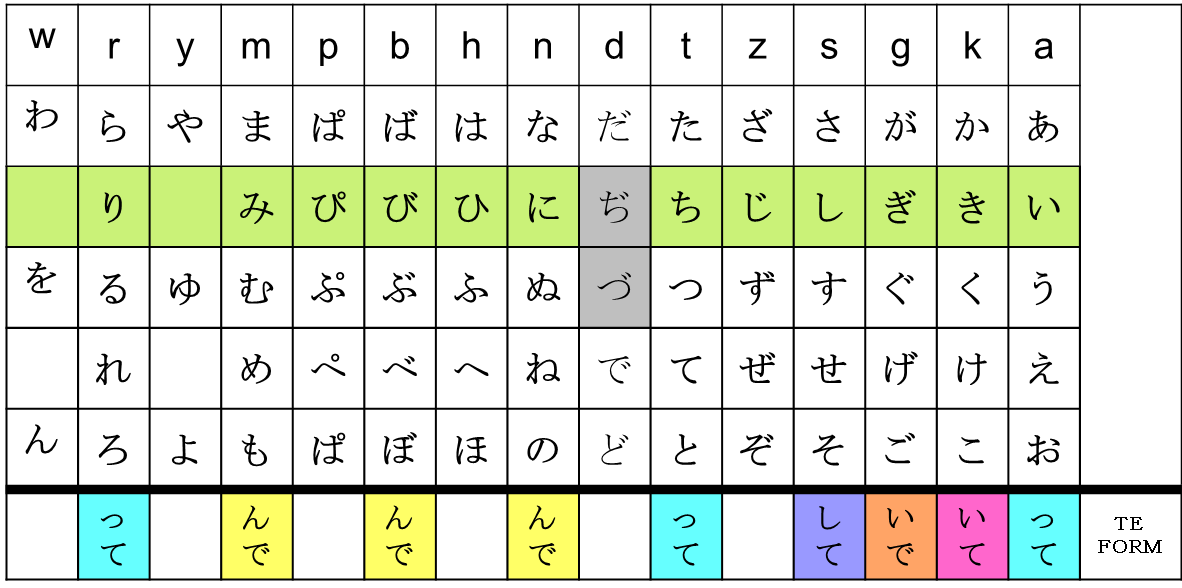 w r y m p b h n d t z s g k a
わ ら や ま ぱ ば は な だ た ざ さ が か あ
り み ぴ び ひ に ぢ ち じ し ぎ き い
を る ゆ む ぷ ぶ ふ ぬ づ つ ず す ぐ く う
れ め ぺ べ へ ね で て ぜ せ げ け え
ん ろ よ も ぱ ぼ ほ の ど と ぞ そ ご こ お
って んで んで んで って して いで いて って TE
FORM